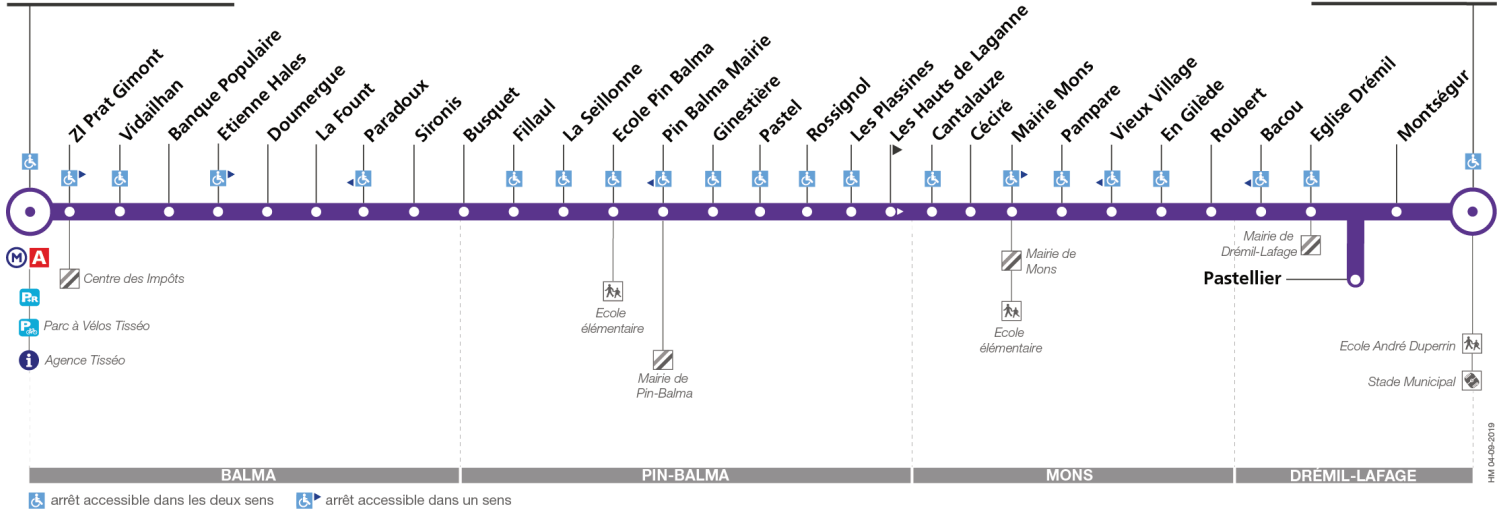 ZI Prat Gimont
Vidailhan
Banque Populaire
Etienne Hales
Doumergue
La Fount
Paradoux
Sironis
Busquet
Fillaul
La Seillonne
Ecole Pin Balma
Pin Balma Mairie
Ginestière
Pastel
Rossignol
Les Plassines
Les Hauts de Laganne
Cantalauze
Céciré
Mairie Mons
Pampare
Vieux Village
En Gilède
Roubert
Bacou
Eglise Drémil
Montségur
M A
Centre des Impôts
P+R
P
Parc à Vélos Tisséo
i
Agence Tisséo
Ecole
élémentaire
Mairie de
Pin-Balma
Mairie de
Mons
Ecole
élémentaire
Mairie de
Drémil-Lafage
Pastellier
Ecole André Duperrin
Stade Municipal
HM 04-09-2019
BALMA
PIN-BALMA
MONS
DRÉMIL-LAFAGE
arrêt accessible dans les deux sens
arrêt accessible dans un sens